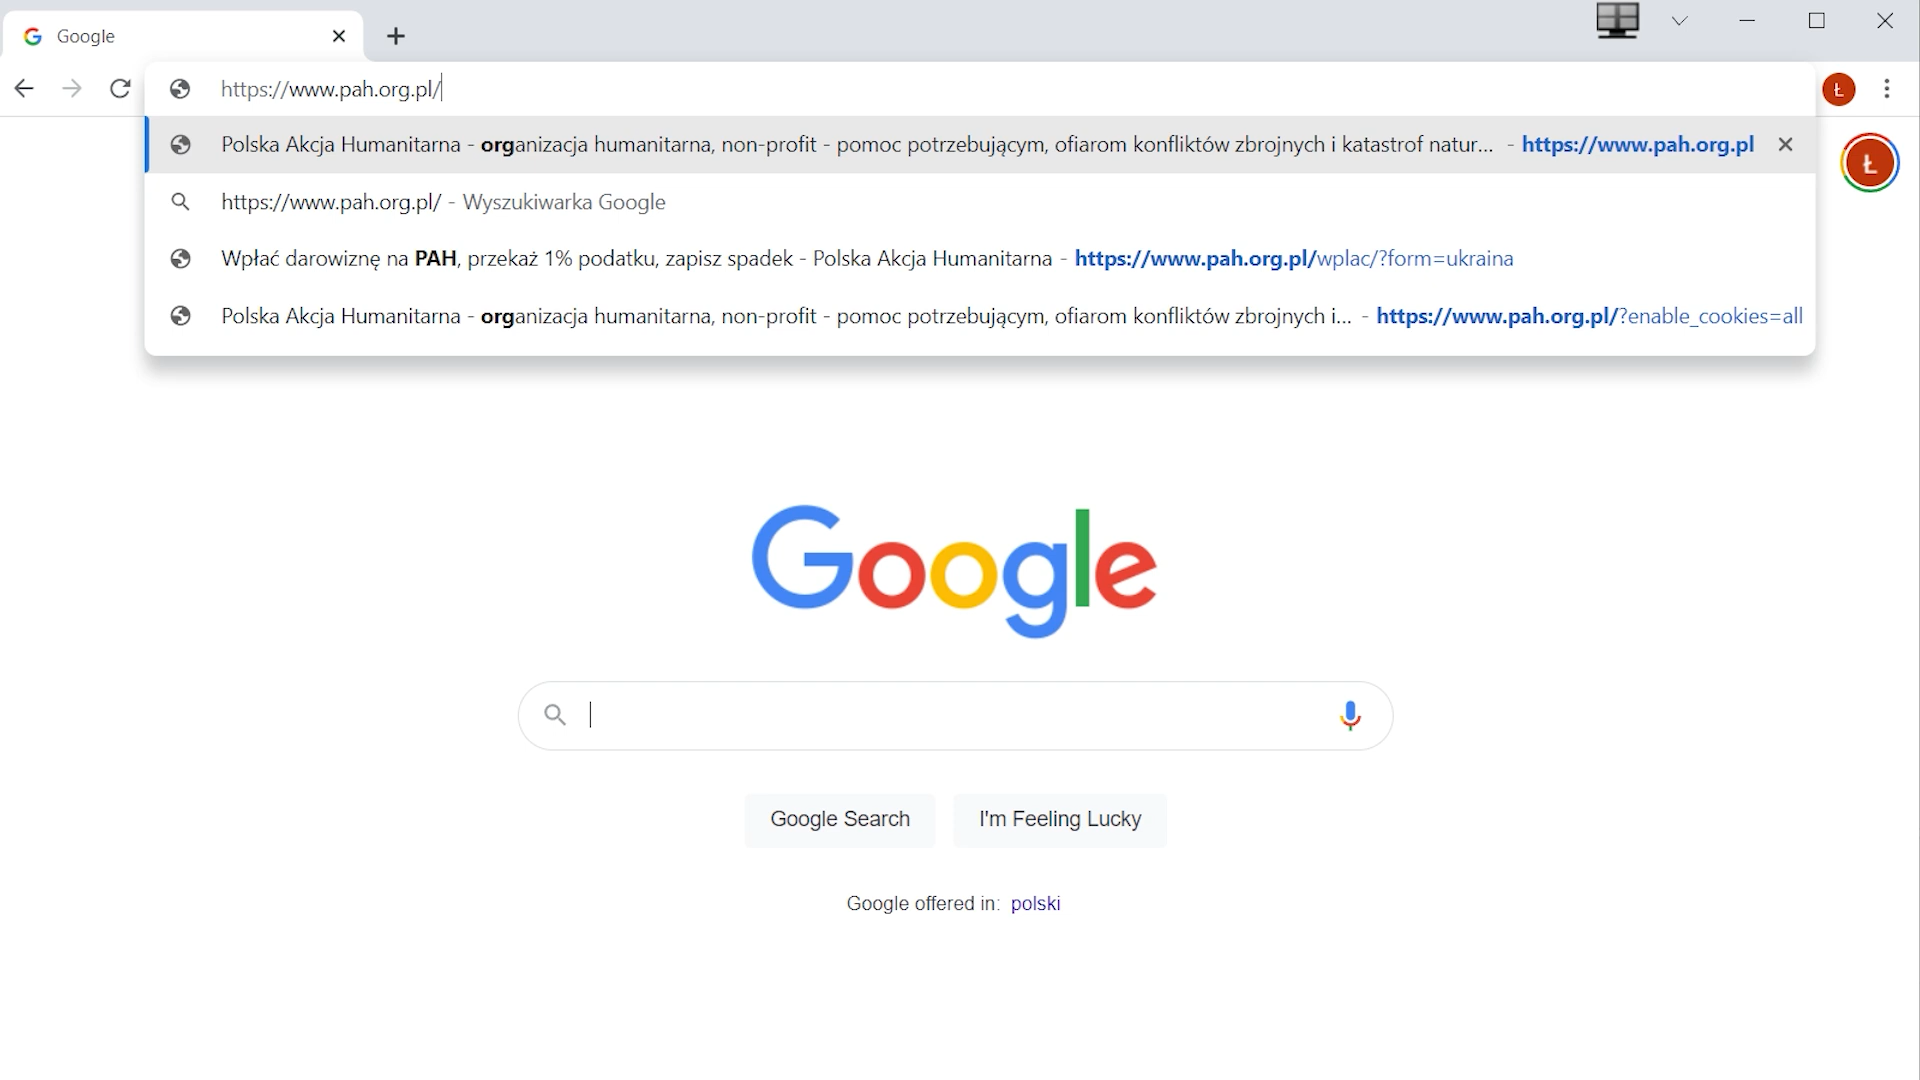 Google
https://www.pah.org.pl/
Ł
Polska Akcja Humanitarna - organizacja humanitarna, non-profit - pomoc potrzebującym, ofiarom konfliktów zbrojnych i katastrof natur... - https://www.pah.org.pl
Ł
https://www.pah.org.pl/ - Wyszukiwarka Google
Wpłać darowiznę na PAH, przekaż 1% podatku, zapisz spadek - Polska Akcja Humanitarna - https://www.pah.org.pl/wplac/?form=ukraina
Polska Akcja Humanitarna - organizacja humanitarna, non-profit - pomoc potrzebującym, ofiarom konfliktów zbrojnych i... - https://www.pah.org.pl/?enable_cookies=all
Google
Google Search
I'm Feeling Lucky
Google offered in: polski